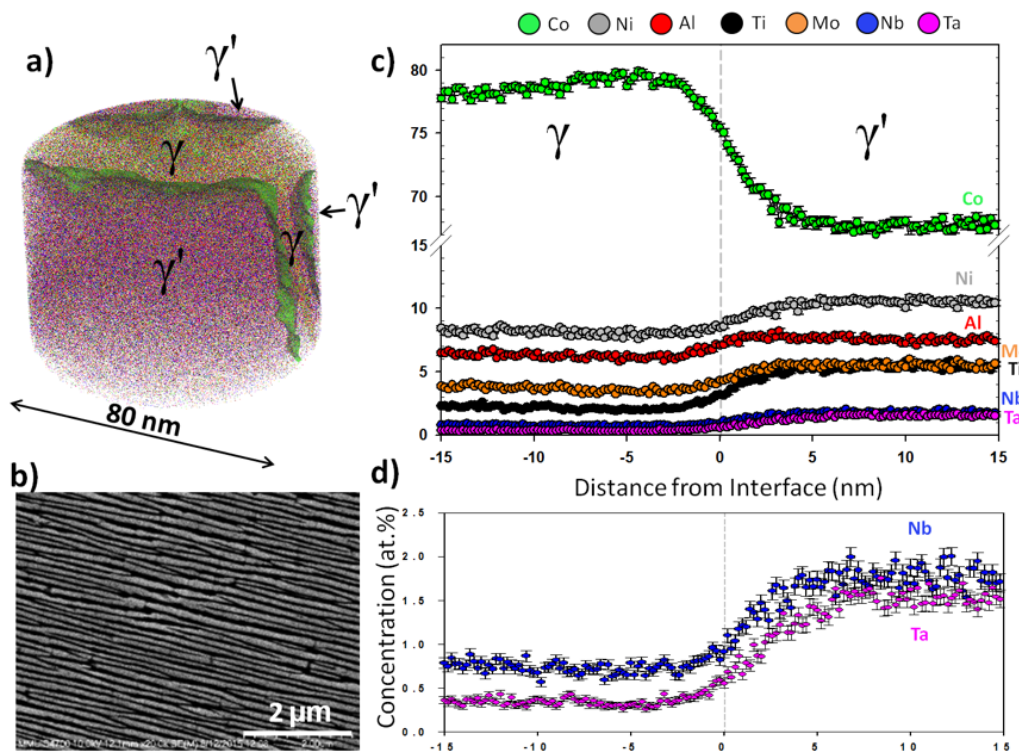 Co Ni Al Ti Mo Nb Ta
a)
γ'
γ
γ'
γ'
γ
80 nm
b)
2 μm
c)
80
75
70
15
10
5
0
γ
γ'
Co
Ni
Al
M
Ti
Nb
Ta
-15 -10 -5 0 5 10 15
Distance from Interface (nm)
d)
Concentration (at.%)
2.5
2.0
1.5
1.0
0.5
0
Nb
Ta
-15 -10 -5 0 5 10 15